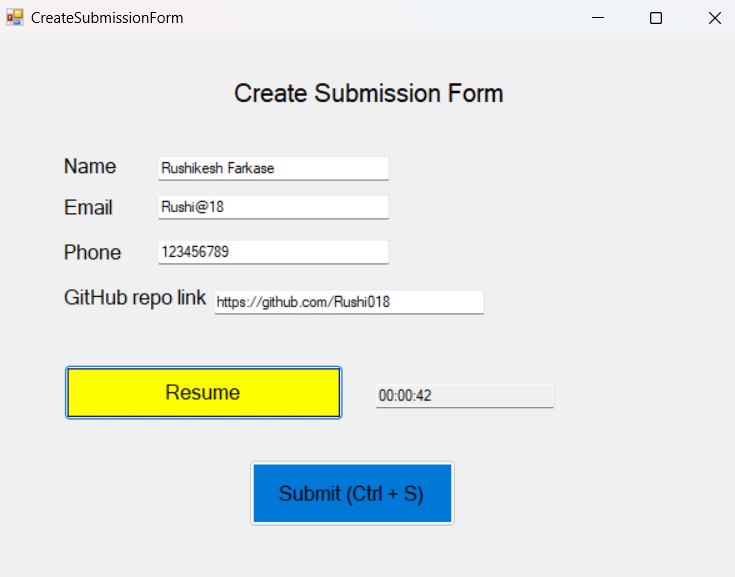 CreateSubmissionForm
Create Submission Form
Name Rushikesh Farkase
Email Rushi@18
Phone 123456789
GitHub repo link https://github.com/Rushi018
Resume 00:00:42
Submit (Ctrl + S)